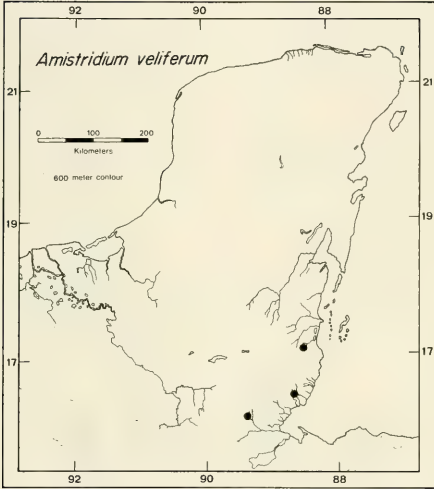 92 90 88
Amistridium veliferum
21 21
0 100 200
Kilometers
600 meter contour
19 19
17 17
92 90 88